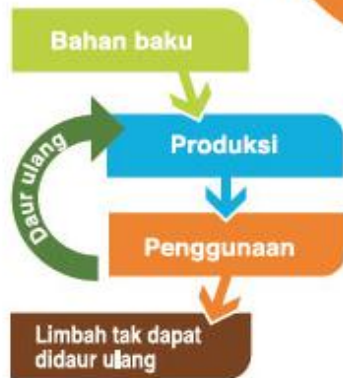 Bahan baku
Produksi
Daur ulang
Penggunaan
Limbah tak dapat
didaur ulang